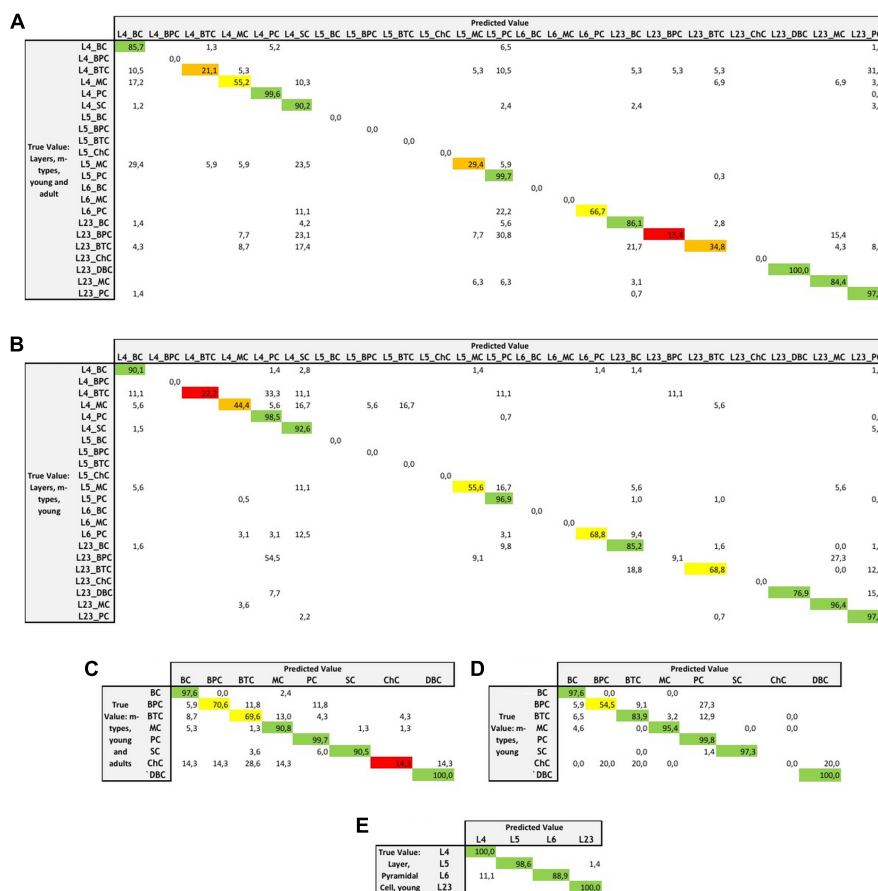 A
Predicted Value
L4_BC L4_BPC L4_BTC L4_MC L4_PC L4_SC L5_BC L5_BPC L5_BTC L5_ChC L5_MC L5_PC L6_BC L6_MC L6_PC L23_BC L23_BPC L23_BTC L23_ChC L23_DBC L23_MC L23_PC
True Value: Layers, m-types, young and adult
L4_BC 85,7 1,3 5,2 6,5 1,
L4_BPC 0,0
L4_BTC 10,5 21,1 5,3 5,3 10,5 5,3 5,3 5,3 31,
L4_MC 17,2 55,2 10,3 6,9 6,9 3,
L4_PC 99,6 0,
L4_SC 1,2 90,2 2,4 2,4 3,
L5_BC 0,0
L5_BPC 0,0
L5_BTC 0,0
L5_ChC 0,0
L5_MC 29,4 5,9 5,9 23,5 29,4 5,9
L5_PC 99,7 0,3
L6_BC 0,0
L6_MC 0,0
L6_PC 11,1 22,2 66,7
L23_BC 1,4 4,2 5,6 86,1 2,8
L23_BPC 7,7 23,1 7,7 30,8 15,4 15,4
L23_BTC 4,3 8,7 17,4 21,7 34,8 4,3 8,
L23_ChC 0,0
L23_DBC 100,0
L23_MC 6,3 6,3 3,1 84,4
L23_PC 1,4 0,7 97,
B
Predicted Value
L4_BC L4_BPC L4_BTC L4_MC L4_PC L4_SC L5_BC L5_BPC L5_BTC L5_ChC L5_MC L5_PC L6_BC L6_MC L6_PC L23_BC L23_BPC L23_BTC L23_ChC L23_DBC L23_MC L23_PC
True Value: Layers, m-types, young
L4_BC 90,1 1,4 2,8 1,4 1,4 1,4 1,
L4_BPC 0,0
L4_BTC 11,1 22,2 33,3 11,1 11,1 11,1
L4_MC 5,6 44,4 5,6 16,7 5,6 16,7 5,6
L4_PC 98,5 0,7 0,
L4_SC 1,5 92,6 5,
L5_BC 0,0
L5_BPC 0,0
L5_BTC 0,0
L5_ChC 0,0
L5_MC 5,6 11,1 55,6 16,7 5,6 5,6
L5_PC 0,5 96,9 1,0 1,0 0,
L6_BC 0,0
L6_MC 0,0
L6_PC 3,1 3,1 12,5 3,1 68,8 9,4
L23_BC 1,6 9,8 85,2 1,6 0,0 1,
L23_BPC 54,5 9,1 9,1 27,3
L23_BTC 18,8 68,8 0,0 12,
L23_ChC 0,0
L23_DBC 7,7 76,9 15,
L23_MC 3,6 96,4
L23_PC 2,2 0,7 97,
C
Predicted Value
BC BPC BTC MC PC SC ChC DBC
True Value: m-types, young and adults
BC 97,6 0,0 2,4
BPC 5,9 70,6 11,8 11,8
BTC 8,7 69,6 13,0 4,3 4,3
MC 5,3 1,3 90,8 1,3 1,3
PC 99,7
SC 3,6 6,0 90,5
ChC 14,3 14,3 28,6 14,3 14,3 14,3
`DBC 100,0
D
Predicted Value
BC BPC BTC MC PC SC ChC DBC
True Value: m-types, young
BC 97,6 0,0 0,0
BPC 5,9 54,5 9,1 27,3
BTC 6,5 83,9 3,2 12,9 0,0
MC 4,6 0,0 95,4 0,0 0,0
PC 99,8
SC 0,0 1,4 97,3
ChC 0,0 20,0 20,0 0,0 0,0 20,0
`DBC 100,0
E
Predicted Value
L4 L5 L6 L23
True Value: Layer, Pyramidal Cell, young
L4 100,0
L5 98,6 1,4
L6 11,1 88,9
L23 100,0